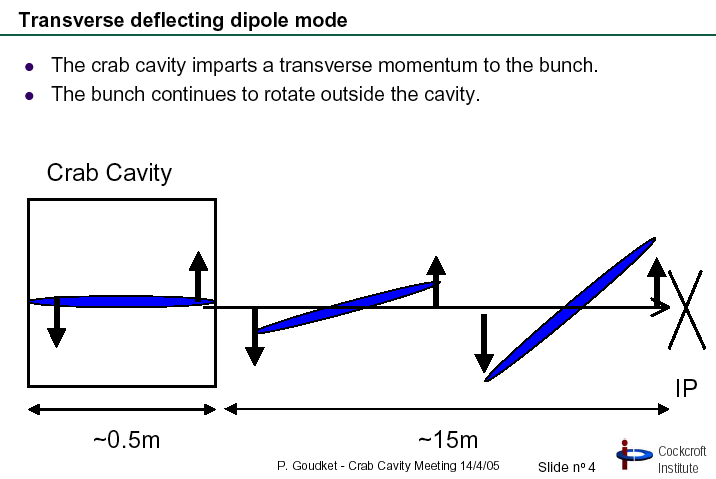 Transverse deflecting dipole mode
The crab cavity imparts a transverse momentum to the bunch.
The bunch continues to rotate outside the cavity.
Crab Cavity
IP
~0.5m
~15m
P. Goudket - Crab Cavity Meeting 14/4/05
Slide nº 4
Cockcroft
Institute